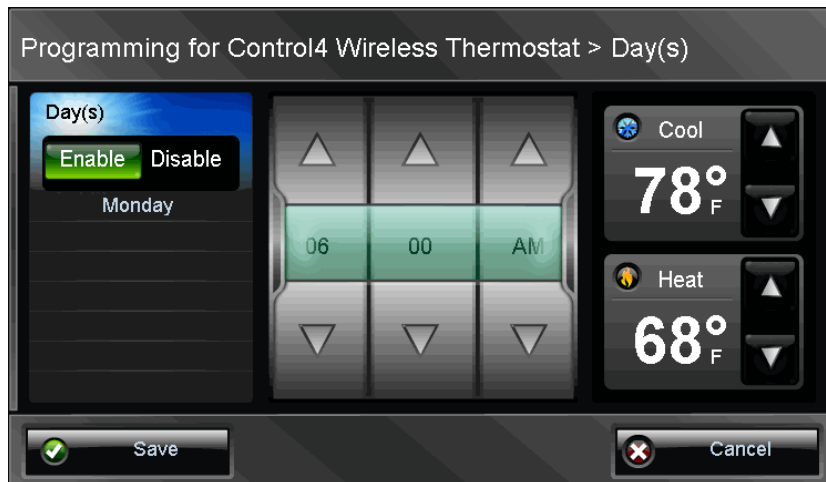 Programming for Control4 Wireless Thermostat > Day(s)
Day(s)
Enable Disable
Monday
06 00 AM
Cool
78° F
Heat
68° F
Save
Cancel